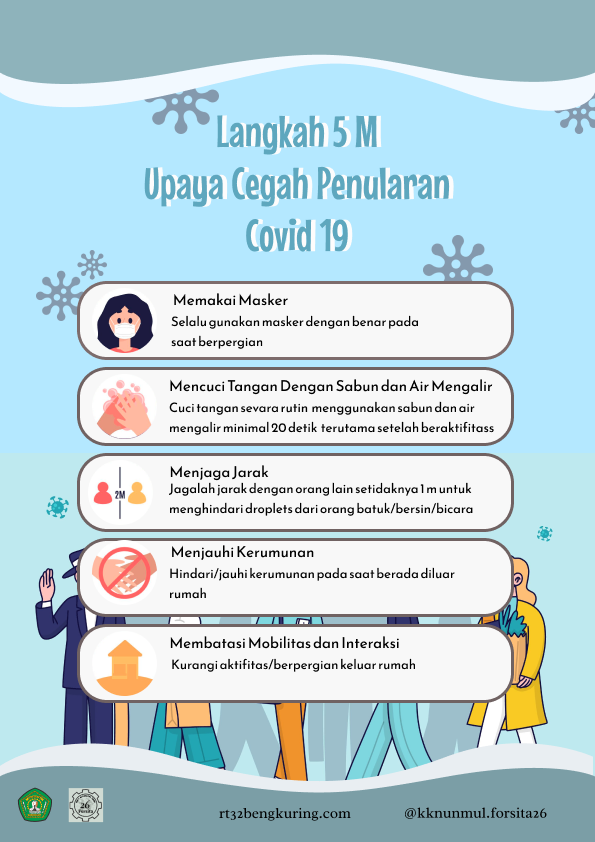 Langkah 5 M
Upaya Cegah Penularan
Covid 19
Memakai Masker
Selalu gunakan masker dengan benar pada
saat berpergian
Mencuci Tangan Dengan Sabun dan Air Mengalir
Cuci tangan sevara rutin menggunakan sabun dan air
mengalir minimal 20 detik terutama setelah beraktifitass
2M
Menjaga Jarak
Jagalah jarak dengan orang lain setidaknya 1 m untuk
menghindari droplets dari orang batuk/bersin/bicara
Menjauhi Kerumunan
Hindari/jauhi kerumunan pada saat berada diluar
rumah
Membatasi Mobilitas dan Interaksi
Kurangi aktifitas/berpergian keluar rumah
26
Forsita
rt32bengkuring.com
@kknunmul.forsita26